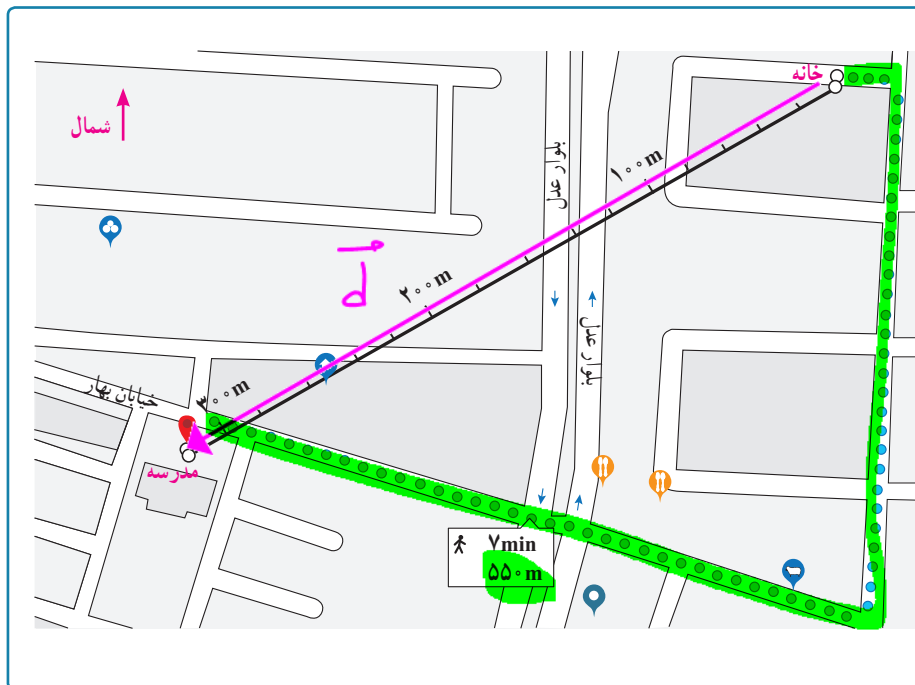 خانه
شمال
۱۰۰m
بلوار عدل
d
۲۰۰m
بلوار عدل
۳۰۰m
خیابان بهار
مدرسه
۷min
۵۵۰m